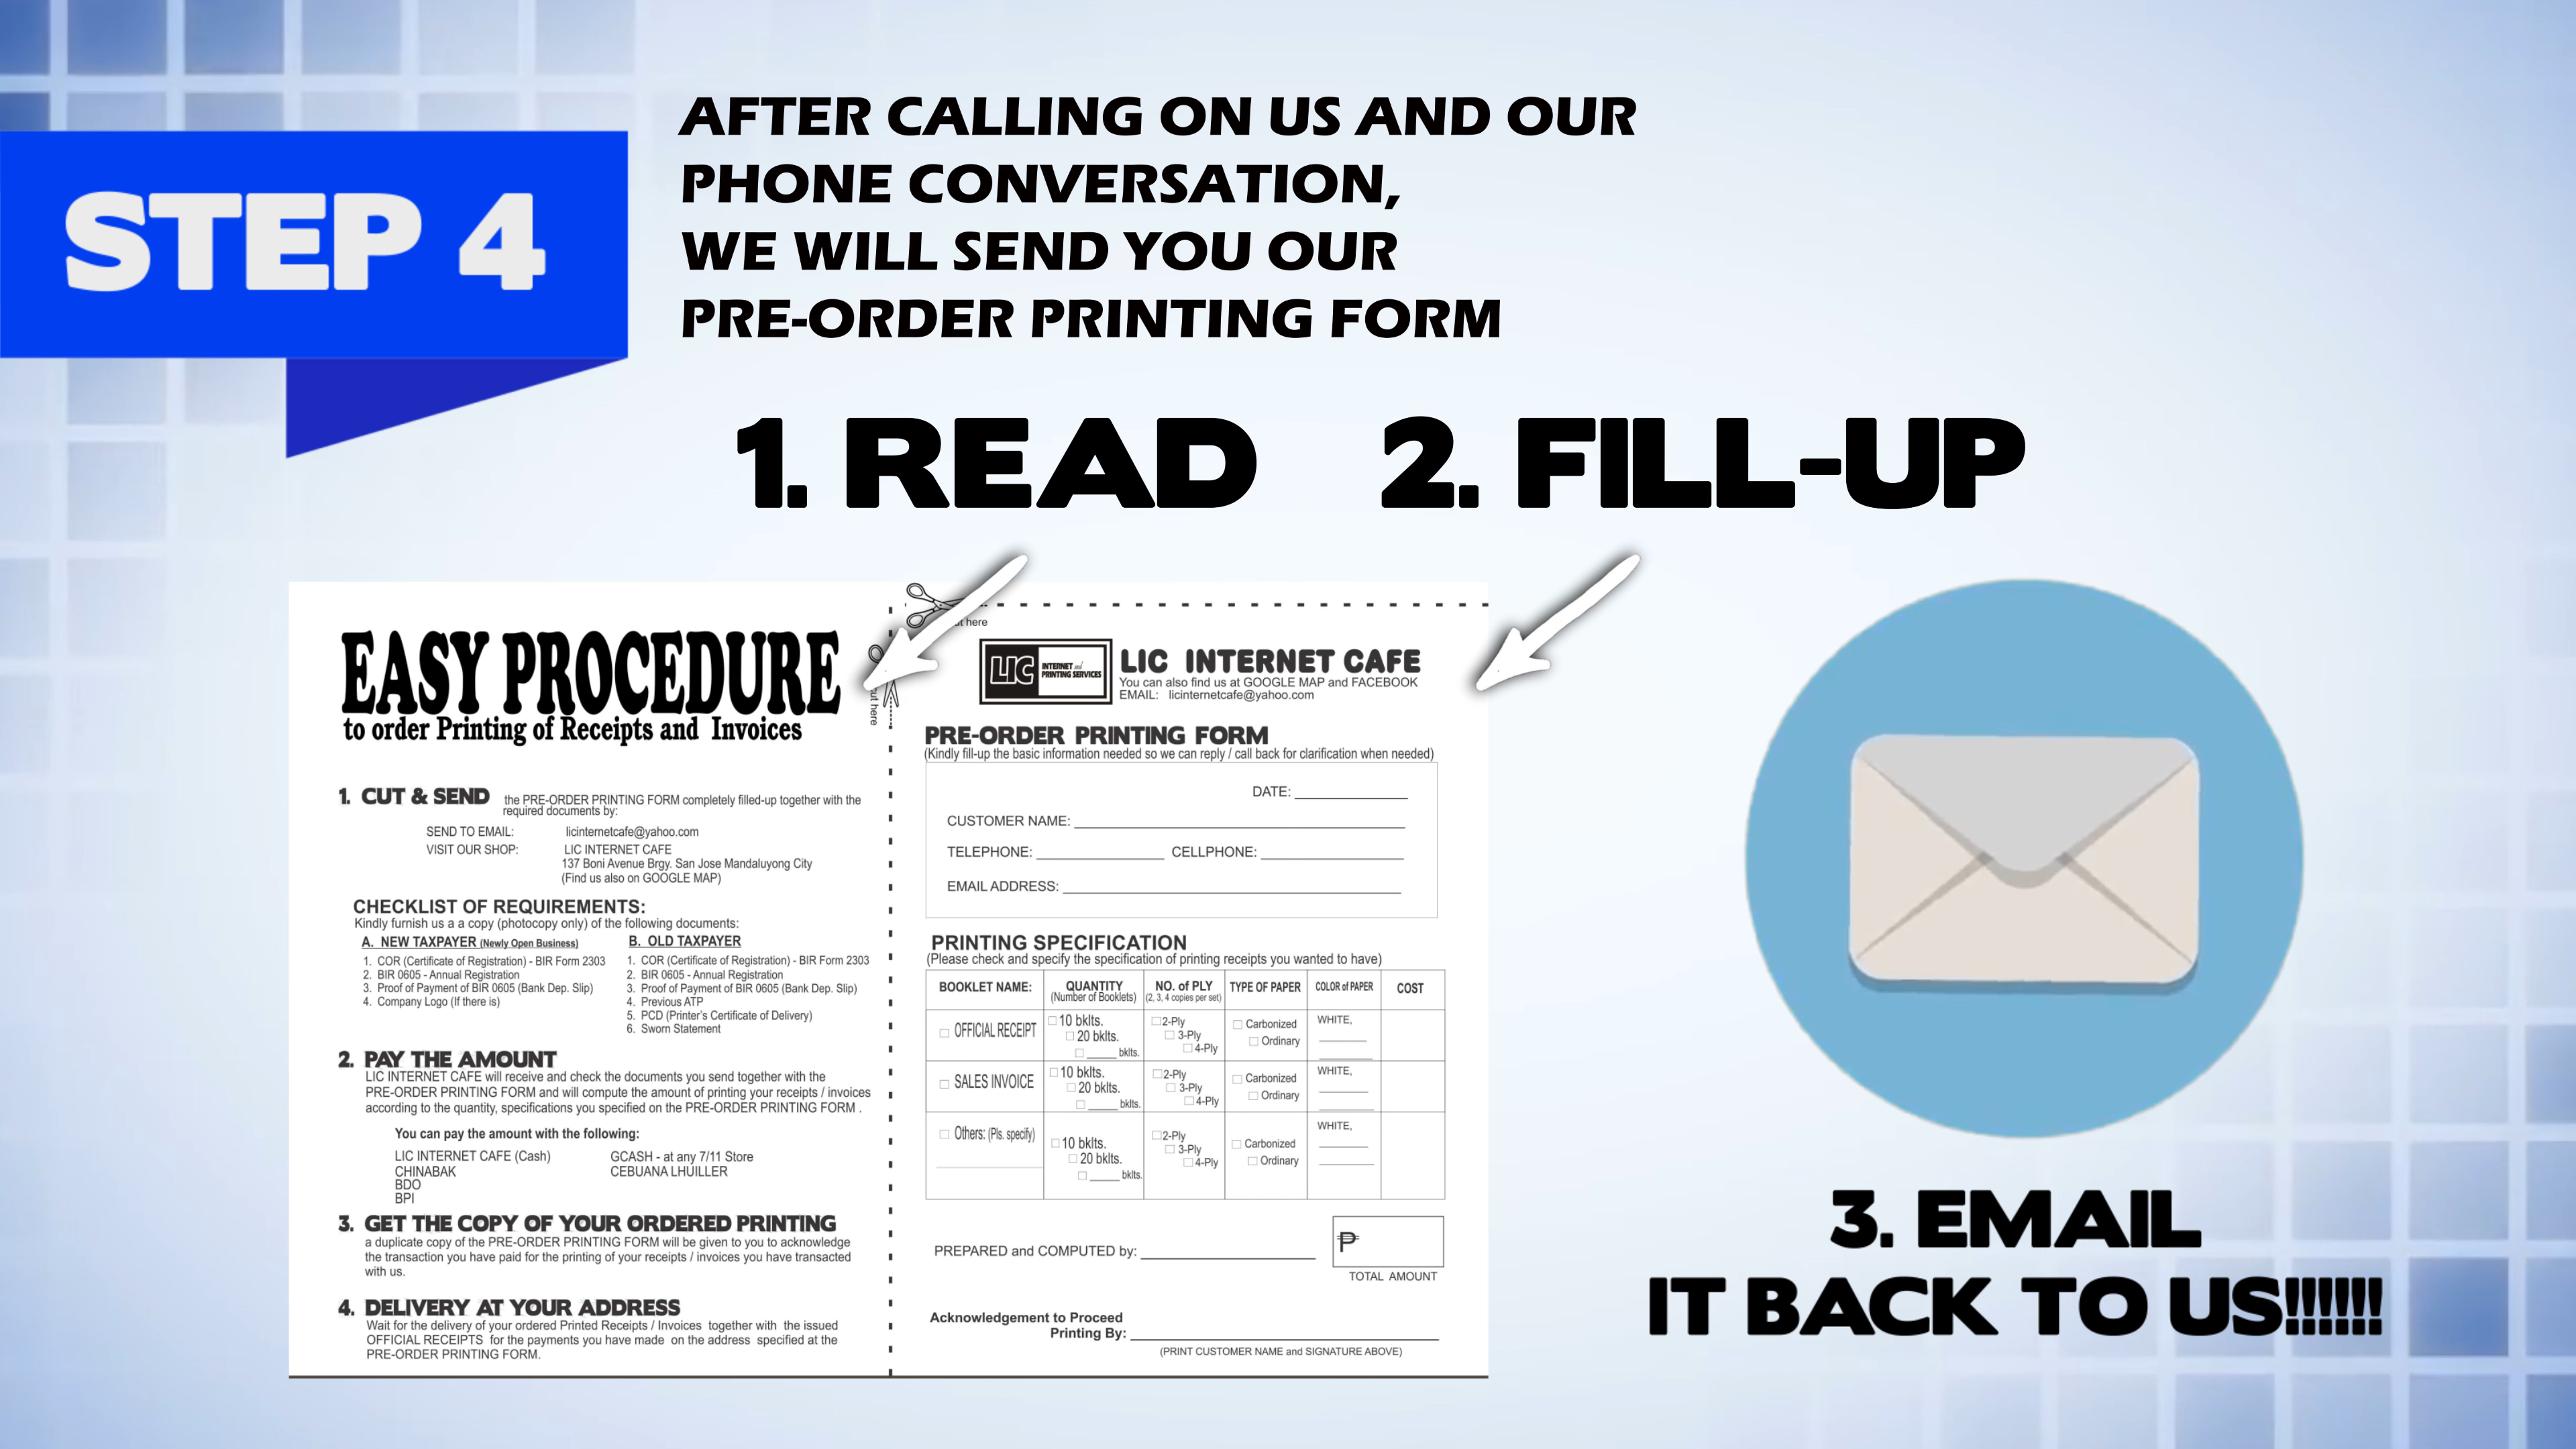 STEP 4
AFTER CALLING ON US AND OUR
PHONE CONVERSATION,
WE WILL SEND YOU OUR
PRE-ORDER PRINTING FORM
1. READ
2. FILL-UP
EASY PROCEDURE
to order Printing of Receipts and Invoices
1. CUT & SEND the PRE-ORDER PRINTING FORM completely filled-up together with the
required documents by:
SEND TO EMAIL: licinternetcafe@yahoo.com
VISIT OUR SHOP: LIC INTERNET CAFE
137 Boni Avenue Brgy. San Jose Mandaluyong City
(Find us also on GOOGLE MAP)
CHECKLIST OF REQUIREMENTS:
Kindly furnish us a a copy (photocopy only) of the following documents:
A. NEW TAXPAYER (Newly Open Business)
1. COR (Certificate of Registration) - BIR Form 2303
2. BIR 0605 - Annual Registration
3. Proof of Payment of BIR 0605 (Bank Dep. Slip)
4. Company Logo (If there is)
B. OLD TAXPAYER
1. COR (Certificate of Registration) - BIR Form 2303
2. BIR 0605 - Annual Registration
3. Proof of Payment of BIR 0605 (Bank Dep. Slip)
4. Previous ATP
5. PCD (Printer's Certificate of Delivery)
6. Sworn Statement
2. PAY THE AMOUNT
LIC INTERNET CAFE will receive and check the documents you send together with the
PRE-ORDER PRINTING FORM and will compute the amount of printing your receipts / invoices
according to the quantity, specifications you specified on the PRE-ORDER PRINTING FORM .
You can pay the amount with the following:
LIC INTERNET CAFE (Cash) GCASH - at any 7/11 Store
CHINABAK CEBUANA LHUILLER
BDO
BPI
3. GET THE COPY OF YOUR ORDERED PRINTING
a duplicate copy of the PRE-ORDER PRINTING FORM will be given to you to acknowledge
the transaction you have paid for the printing of your receipts / invoices you have transacted
with us.
4. DELIVERY AT YOUR ADDRESS
Wait for the delivery of your ordered Printed Receipts / Invoices together with the issued
OFFICIAL RECEIPTS for the payments you have made on the address specified at the
PRE-ORDER PRINTING FORM.
here
here
LIC INTERNET and
PRINTING SERVICES
LIC INTERNET CAFE
You can also find us at GOOGLE MAP and FACEBOOK
EMAIL: licinternetcafe@yahoo.com
PRE-ORDER PRINTING FORM
(Kindly fill-up the basic information needed so we can reply / call back for clarification when needed)
DATE:
CUSTOMER NAME:
TELEPHONE: CELLPHONE:
EMAIL ADDRESS:
PRINTING SPECIFICATION
(Please check and specify the specification of printing receipts you wanted to have)
BOOKLET NAME: QUANTITY NO. of PLY TYPE OF PAPER COLOR of PAPER COST
(Number of Booklets) (2, 3, 4 copies per set)
OFFICIAL RECEIPT 10 bklts. 2-Ply Carbonized WHITE,
20 bklts. 3-Ply Ordinary
bklts. 4-Ply
SALES INVOICE 10 bklts. 2-Ply Carbonized WHITE,
20 bklts. 3-Ply Ordinary
bklts. 4-Ply
Others: (Pls. specify) 10 bklts. 2-Ply Carbonized WHITE,
20 bklts. 3-Ply Ordinary
bklts. 4-Ply
PREPARED and COMPUTED by: ₱
TOTAL AMOUNT
Acknowledgement to Proceed
Printing By:
(PRINT CUSTOMER NAME and SIGNATURE ABOVE)
3. EMAIL
IT BACK TO US!!!!!!